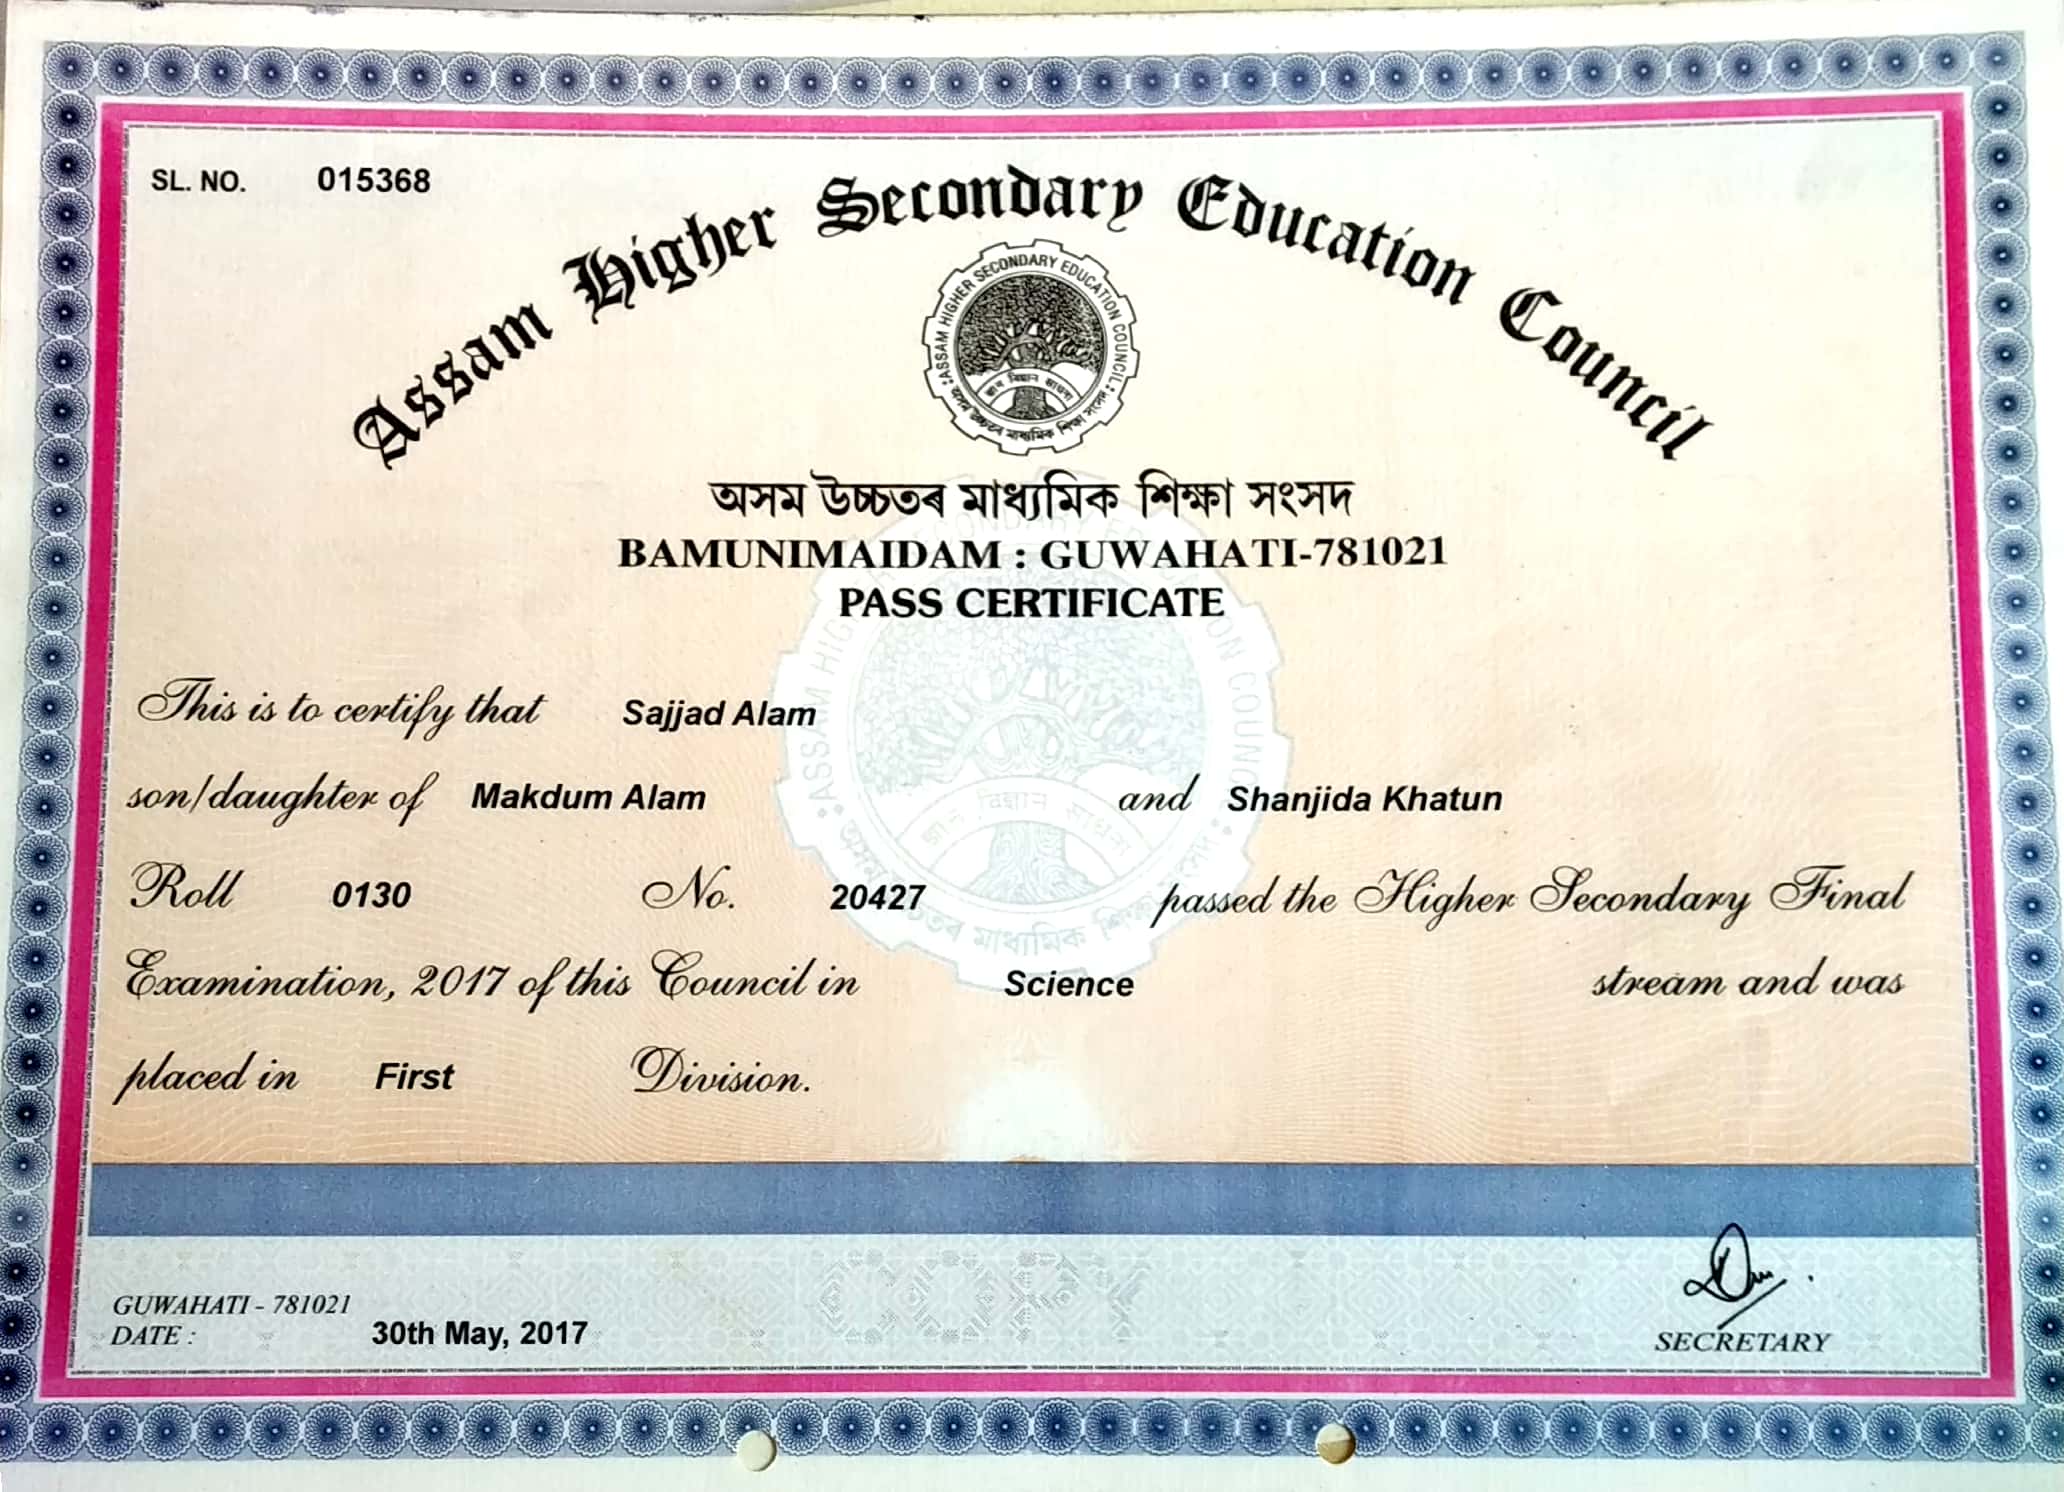 SL. NO. 015368
Assam Higher Secondary Education Council
ASSAM HIGHER SECONDARY EDUCATION COUNCIL
জ্ঞান বিজ্ঞান সাধনা
অসম উচ্চতৰ মাধ্যমিক শিক্ষা সংসদ
অসম উচ্চতৰ মাধ্যমিক শিক্ষা সংসদ
BAMUNIMAIDAM : GUWAHATI-781021
PASS CERTIFICATE
This is to certify that Sajjad Alam
son/daughter of Makdum Alam and Shanjida Khatun
Roll 0130 No. 20427 passed the Higher Secondary Final
Examination, 2017 of this Council in Science stream and was
placed in First Division.
GUWAHATI - 781021
DATE : 30th May, 2017
SECRETARY